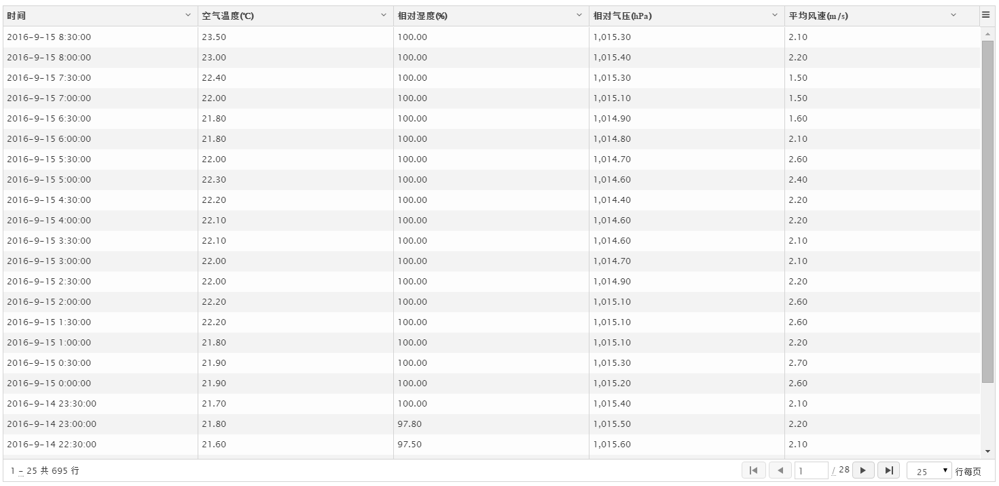 时间 空气温度(℃) 相对湿度(%) 相对气压(hPa) 平均风速(m/s)
2016-9-15 8:30:00 23.50 100.00 1,015.30 2.10
2016-9-15 8:00:00 23.00 100.00 1,015.40 2.20
2016-9-15 7:30:00 22.40 100.00 1,015.30 1.50
2016-9-15 7:00:00 22.00 100.00 1,015.10 1.50
2016-9-15 6:30:00 21.80 100.00 1,014.90 1.60
2016-9-15 6:00:00 21.80 100.00 1,014.80 2.10
2016-9-15 5:30:00 22.00 100.00 1,014.70 2.60
2016-9-15 5:00:00 22.30 100.00 1,014.60 2.40
2016-9-15 4:30:00 22.20 100.00 1,014.40 2.20
2016-9-15 4:00:00 22.10 100.00 1,014.60 2.20
2016-9-15 3:30:00 22.10 100.00 1,014.60 2.10
2016-9-15 3:00:00 22.00 100.00 1,014.70 2.10
2016-9-15 2:30:00 22.00 100.00 1,014.90 2.20
2016-9-15 2:00:00 22.20 100.00 1,015.10 2.60
2016-9-15 1:30:00 22.20 100.00 1,015.10 2.60
2016-9-15 1:00:00 21.80 100.00 1,015.10 2.20
2016-9-15 0:30:00 21.90 100.00 1,015.30 2.70
2016-9-15 0:00:00 21.90 100.00 1,015.20 2.60
2016-9-14 23:30:00 21.70 100.00 1,015.40 2.10
2016-9-14 23:00:00 21.80 97.80 1,015.50 2.20
2016-9-14 22:30:00 21.60 97.50 1,015.60 2.10
1 - 25 共 695 行 1 / 28 25 行每页